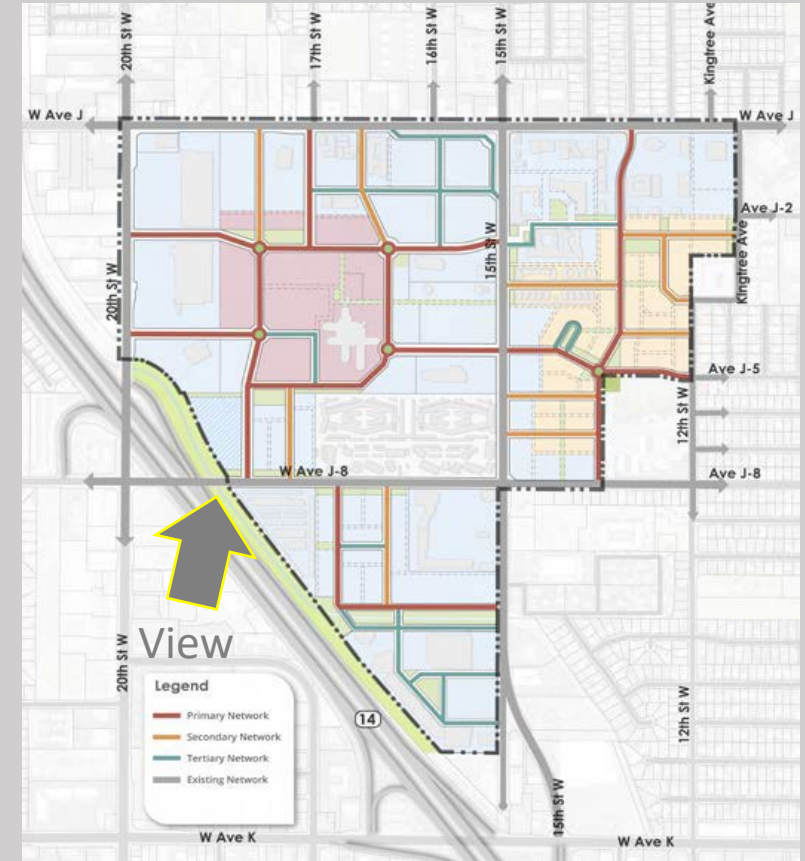 20th St W
17th St W
16th St W
15th St W
Kingtree Ave
W Ave J
W Ave J
Ave J-2
Kingtree Ave
15th St W
20th St W
Ave J-5
12th St W
W Ave J-8
Ave J-8
View
20th St W
Legend
Primary Network
Secondary Network
Tertiary Network
Existing Network
14
12th St W
15th St W
W Ave K
W Ave K